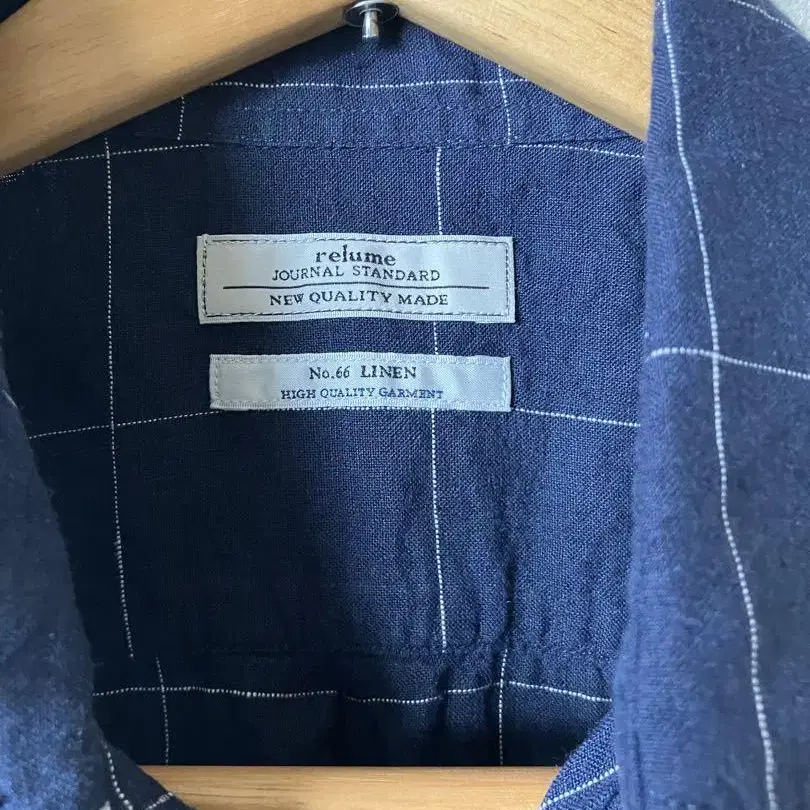 relume
JOURNAL STANDARD
NEW QUALITY MADE
No.66 LINEN
HIGH QUALITY GARMENT